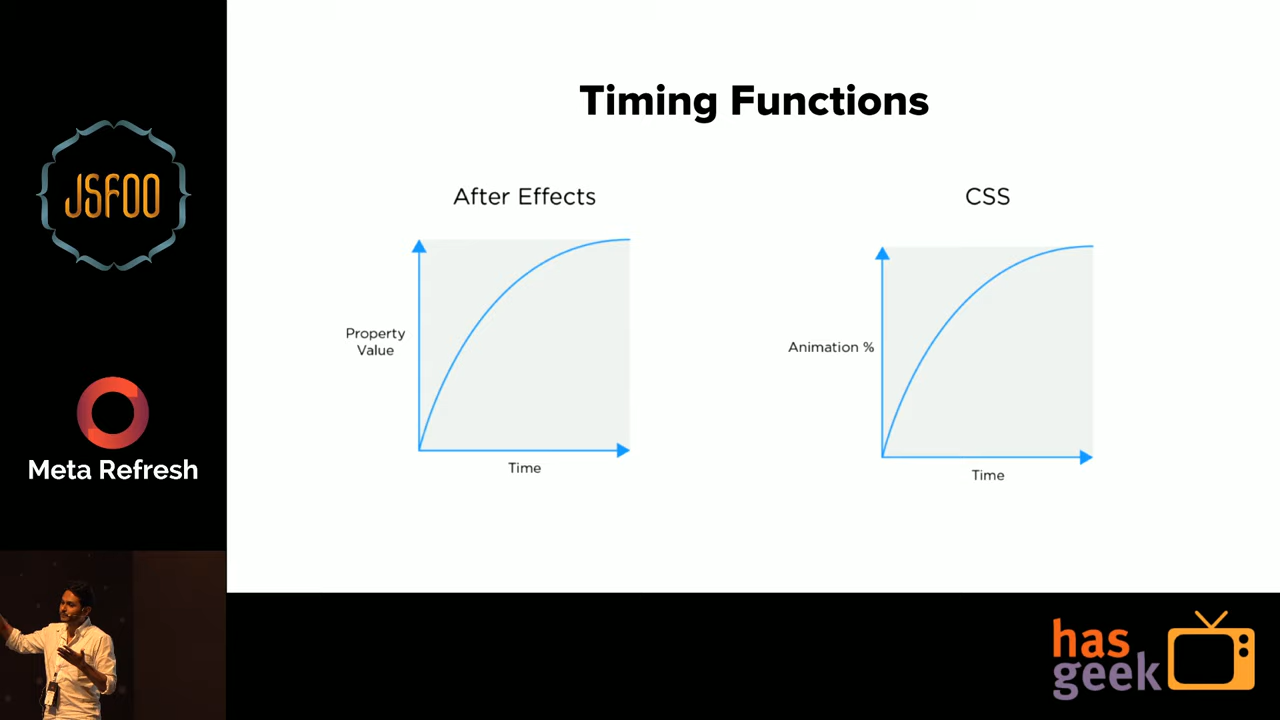 JSFOO
Meta Refresh
Timing Functions
After Effects
Property
Value
Time
CSS
Animation %
Time
has
geek